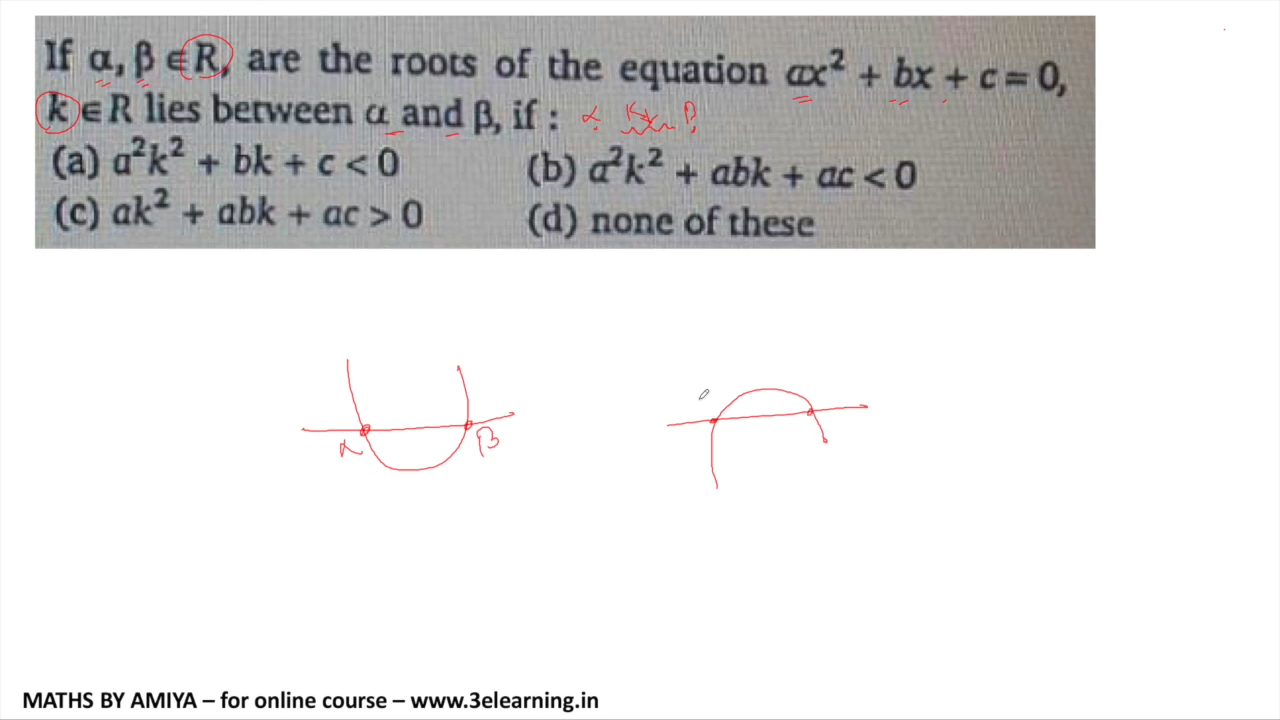 If α, β ∈ R, are the roots of the equation ax² + bx + c = 0,
k ∈ R lies between α and β, if : α k β
(a) a²k² + bk + c < 0 (b) a²k² + abk + ac < 0
(c) ak² + abk + ac > 0 (d) none of these
α β
MATHS BY AMIYA – for online course – www.3elearning.in